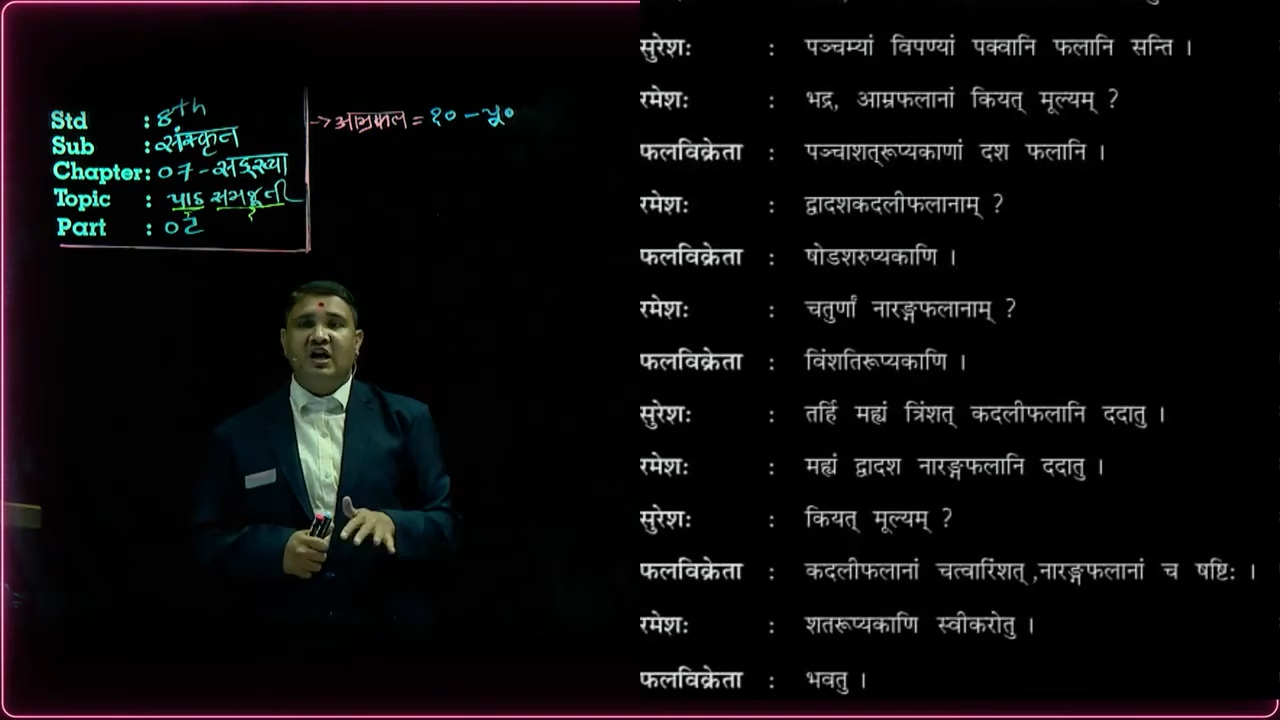 Std : 8th
Sub : संस्कृत
Chapter: 07-सङ्ख्या
Topic : पाठ समजूती
Part : 02
→ आम्रफल = १० - ५०
सुरेशः : पञ्चम्यां विपण्यां पक्वानि फलानि सन्ति ।
रमेशः : भद्र, आम्रफलानां कियत् मूल्यम् ?
फलविक्रेता : पञ्चाशत्‌रूप्यकाणां दश फलानि ।
रमेशः : द्वादशकदलीफलानाम् ?
फलविक्रेता : षोडशरुप्यकाणि ।
रमेशः : चतुर्णां नारङ्गफलानाम् ?
फलविक्रेता : विंशतिरूप्यकाणि ।
सुरेशः : तर्हि मह्यं त्रिंशत् कदलीफलानि ददातु ।
रमेशः : मह्यं द्वादश नारङ्गफलानि ददातु ।
सुरेशः : कियत् मूल्यम् ?
फलविक्रेता : कदलीफलानां चत्वारिंशत् ,नारङ्गफलानां च षष्टिः ।
रमेशः : शतरूप्यकाणि स्वीकरोतु ।
फलविक्रेता : भवतु ।